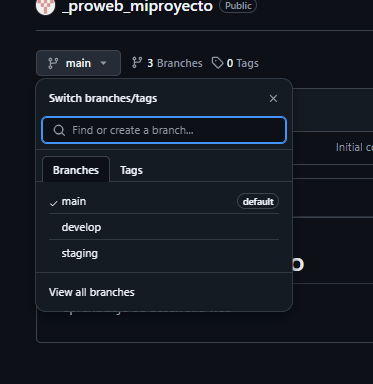 _proweb_miproyecto Public
main 3 Branches 0 Tags
Switch branches/tags
Find or create a branch...
Initial
Branches Tags
main default
develop
staging
View all branches